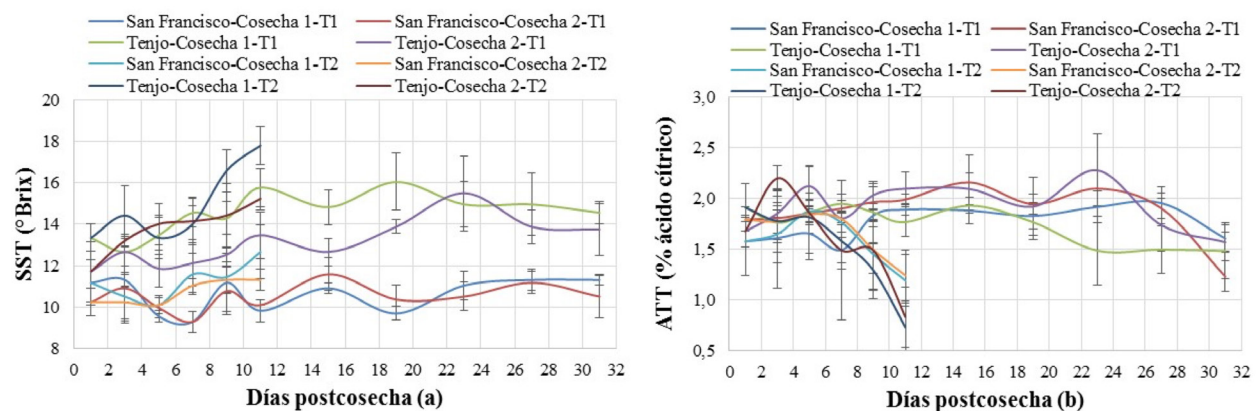 San Francisco-Cosecha 1-T1 San Francisco-Cosecha 2-T1
Tenjo-Cosecha 1-T1 Tenjo-Cosecha 2-T1
San Francisco-Cosecha 1-T2 San Francisco-Cosecha 2-T2
Tenjo-Cosecha 1-T2 Tenjo-Cosecha 2-T2
20
18
16
14
12
10
8
SST (°Brix)
0 2 4 6 8 10 12 14 16 18 20 22 24 26 28 30 32
Días postcosecha (a)
San Francisco-Cosecha 1-T1 San Francisco-Cosecha 2-T1
Tenjo-Cosecha 1-T1 Tenjo-Cosecha 2-T1
San Francisco-Cosecha 1-T2 San Francisco-Cosecha 2-T2
Tenjo-Cosecha 1-T2 Tenjo-Cosecha 2-T2
3,0
2,5
2,0
1,5
1,0
0,5
ATT (% ácido cítrico)
0 2 4 6 8 10 12 14 16 18 20 22 24 26 28 30 32
Días postcosecha (b)